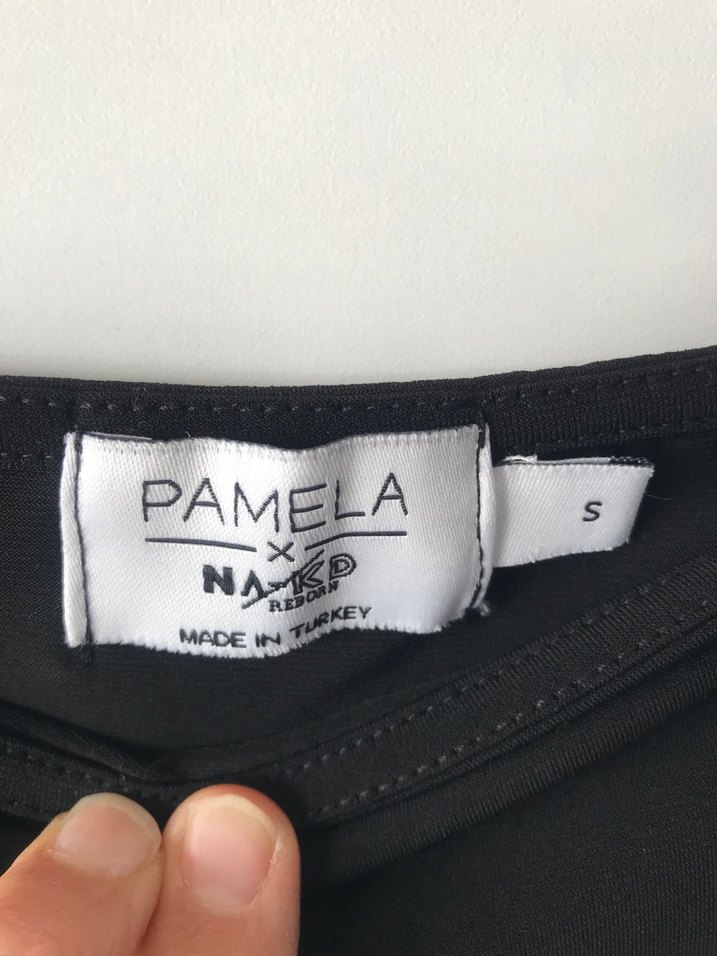 PAMELA
X
NA-KD
REBORN
MADE IN TURKEY
S